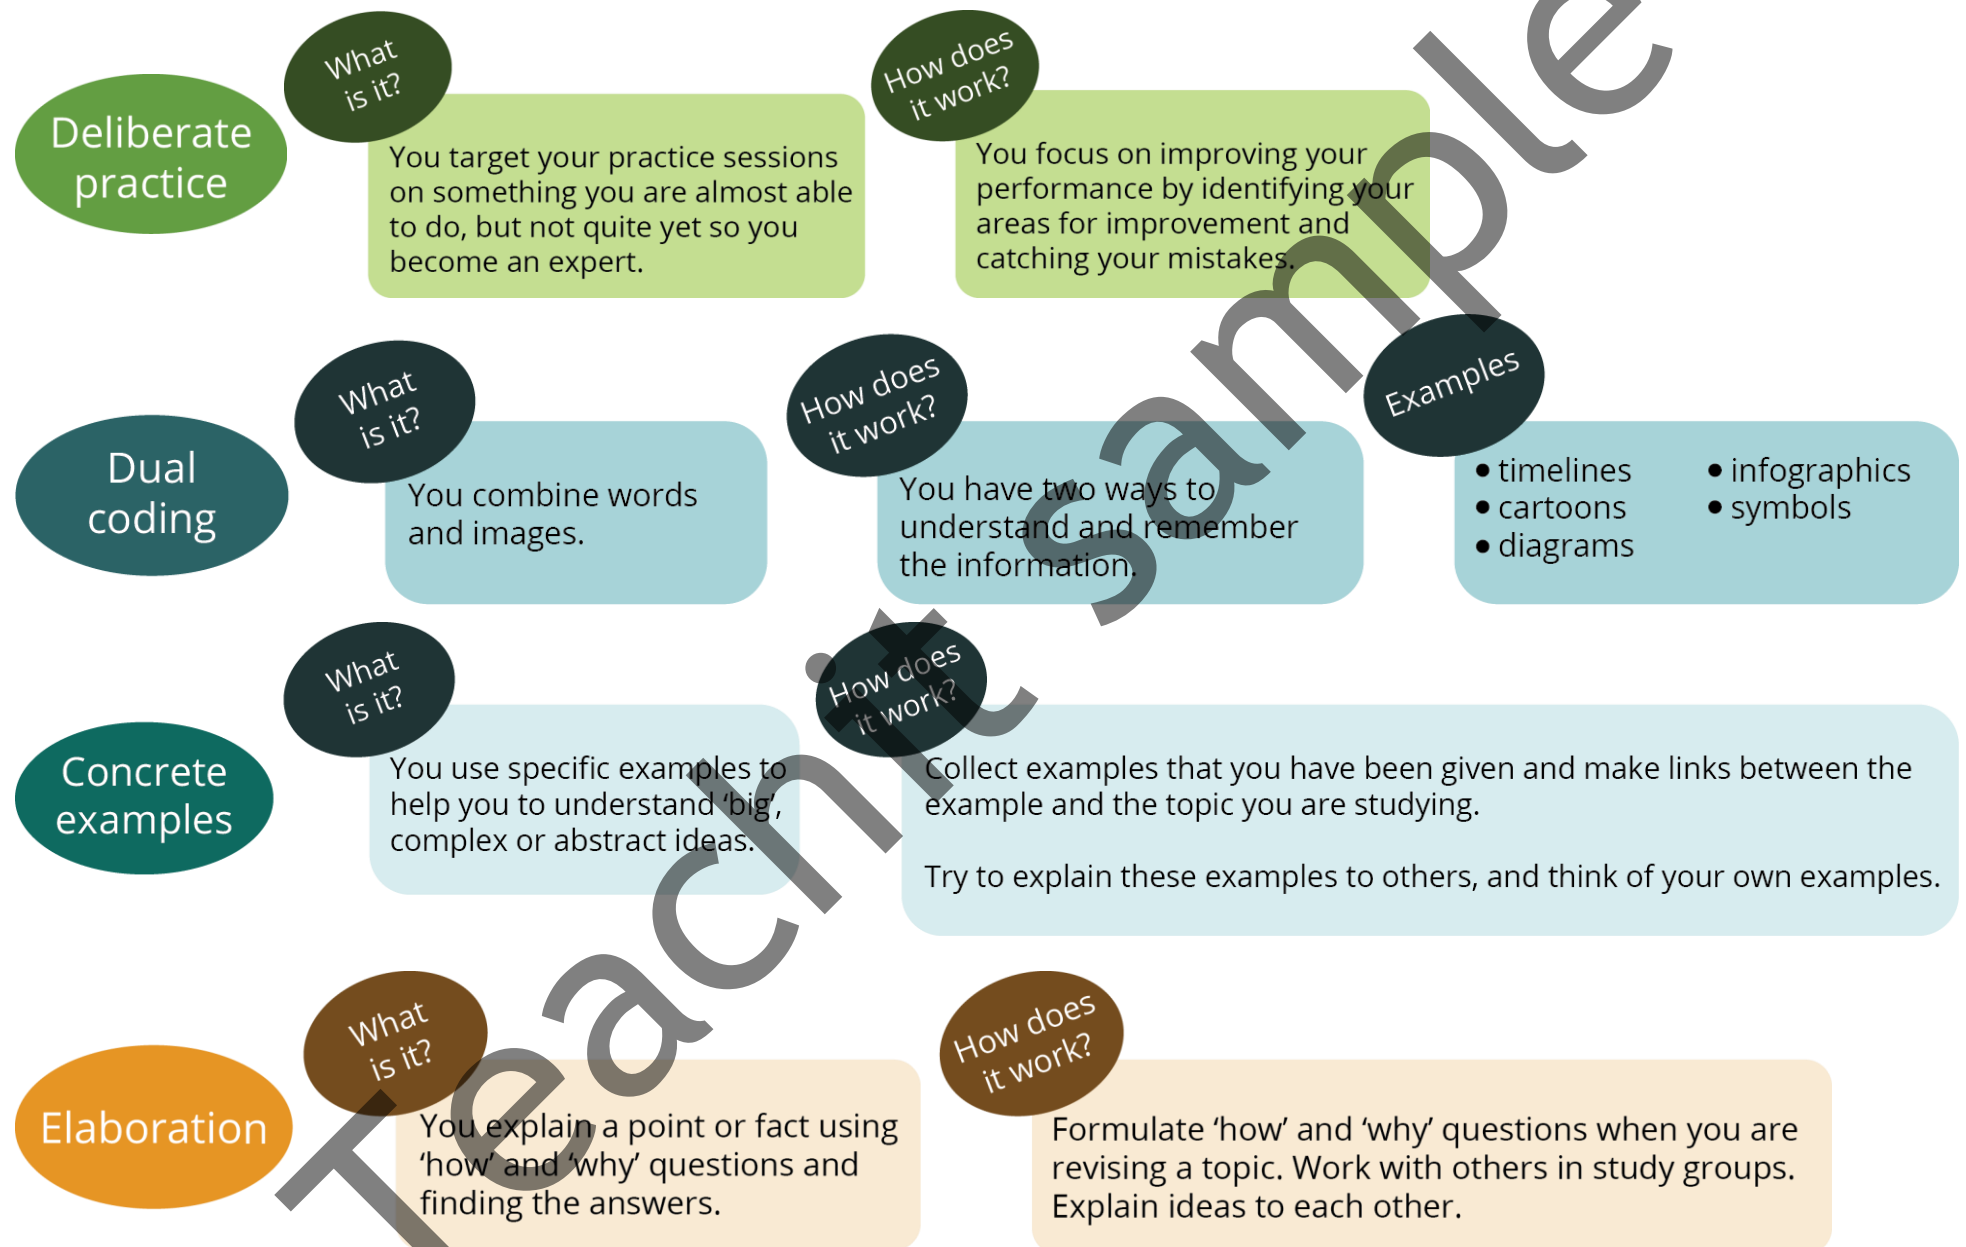 Deliberate
practice
What
is it?
You target your practice sessions
on something you are almost able
to do, but not quite yet so you
become an expert.
How does
it work?
You focus on improving your
performance by identifying your
areas for improvement and
catching your mistakes.
Dual
coding
What
is it?
You combine words
and images.
How does
it work?
You have two ways to
understand and remember
the information.
Examples
• timelines
• cartoons
• diagrams
• infographics
• symbols
Concrete
examples
What
is it?
You use specific examples to
help you to understand ‘big’,
complex or abstract ideas.
How does
it work?
Collect examples that you have been given and make links between the
example and the topic you are studying.
Try to explain these examples to others, and think of your own examples.
Elaboration
What
is it?
You explain a point or fact using
‘how’ and ‘why’ questions and
finding the answers.
How does
it work?
Formulate ‘how’ and ‘why’ questions when you are
revising a topic. Work with others in study groups.
Explain ideas to each other.
Teachit sample